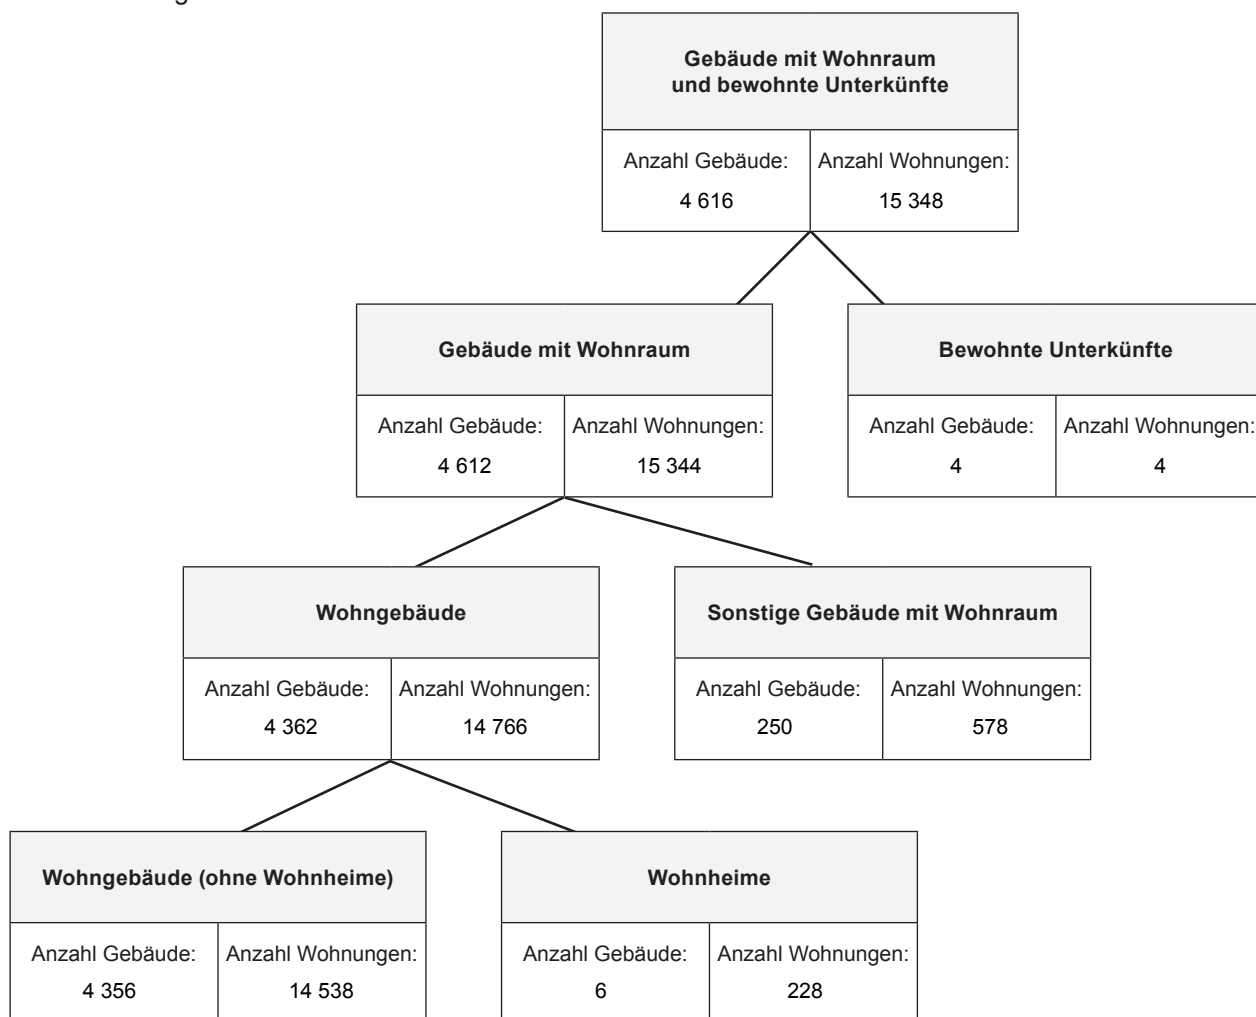 Gebäude mit Wohnraum
und bewohnte Unterkünfte
Anzahl Gebäude: Anzahl Wohnungen:
4 616 15 348
Gebäude mit Wohnraum Bewohnte Unterkünfte
Anzahl Gebäude: Anzahl Wohnungen: Anzahl Gebäude: Anzahl Wohnungen:
4 612 15 344 4 4
Wohngebäude Sonstige Gebäude mit Wohnraum
Anzahl Gebäude: Anzahl Wohnungen: Anzahl Gebäude: Anzahl Wohnungen:
4 362 14 766 250 578
Wohngebäude (ohne Wohnheime) Wohnheime
Anzahl Gebäude: Anzahl Wohnungen: Anzahl Gebäude: Anzahl Wohnungen:
4 356 14 538 6 228